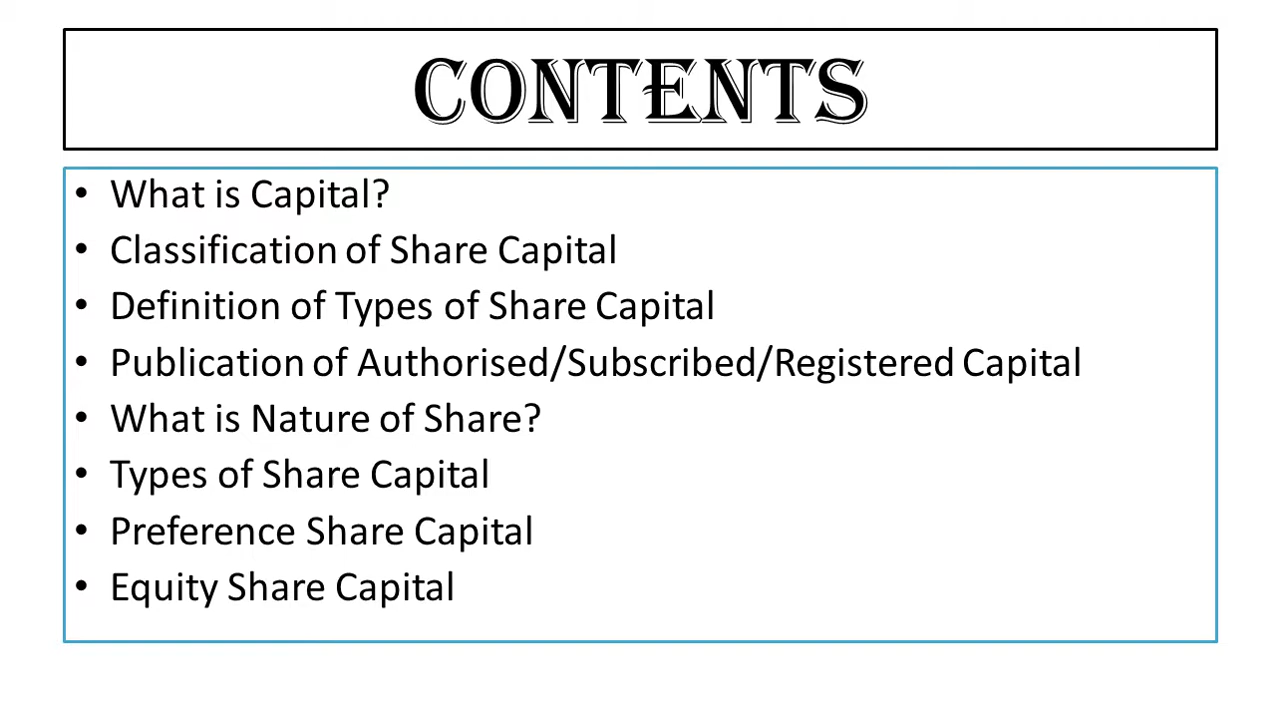 CONTENTS
• What is Capital?
• Classification of Share Capital
• Definition of Types of Share Capital
• Publication of Authorised/Subscribed/Registered Capital
• What is Nature of Share?
• Types of Share Capital
• Preference Share Capital
• Equity Share Capital